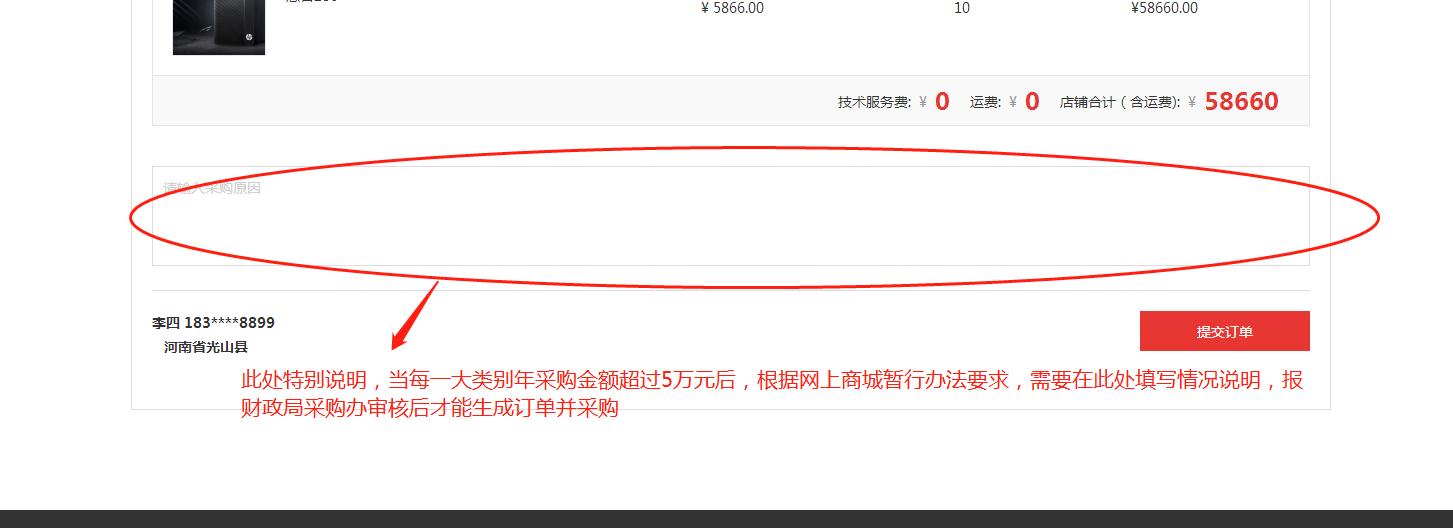 ¥ 5866.00 10 ¥58660.00
技术服务费: ¥ 0 运费: ¥ 0 店铺合计（含运费): ¥ 58660
请输入采购原因
李四 183****8899
提交订单
河南省光山县
此处特别说明，当每一大类别年采购金额超过5万元后，根据网上商城暂行办法要求，需要在此处填写情况说明，报
财政局采购办审核后才能生成订单并采购